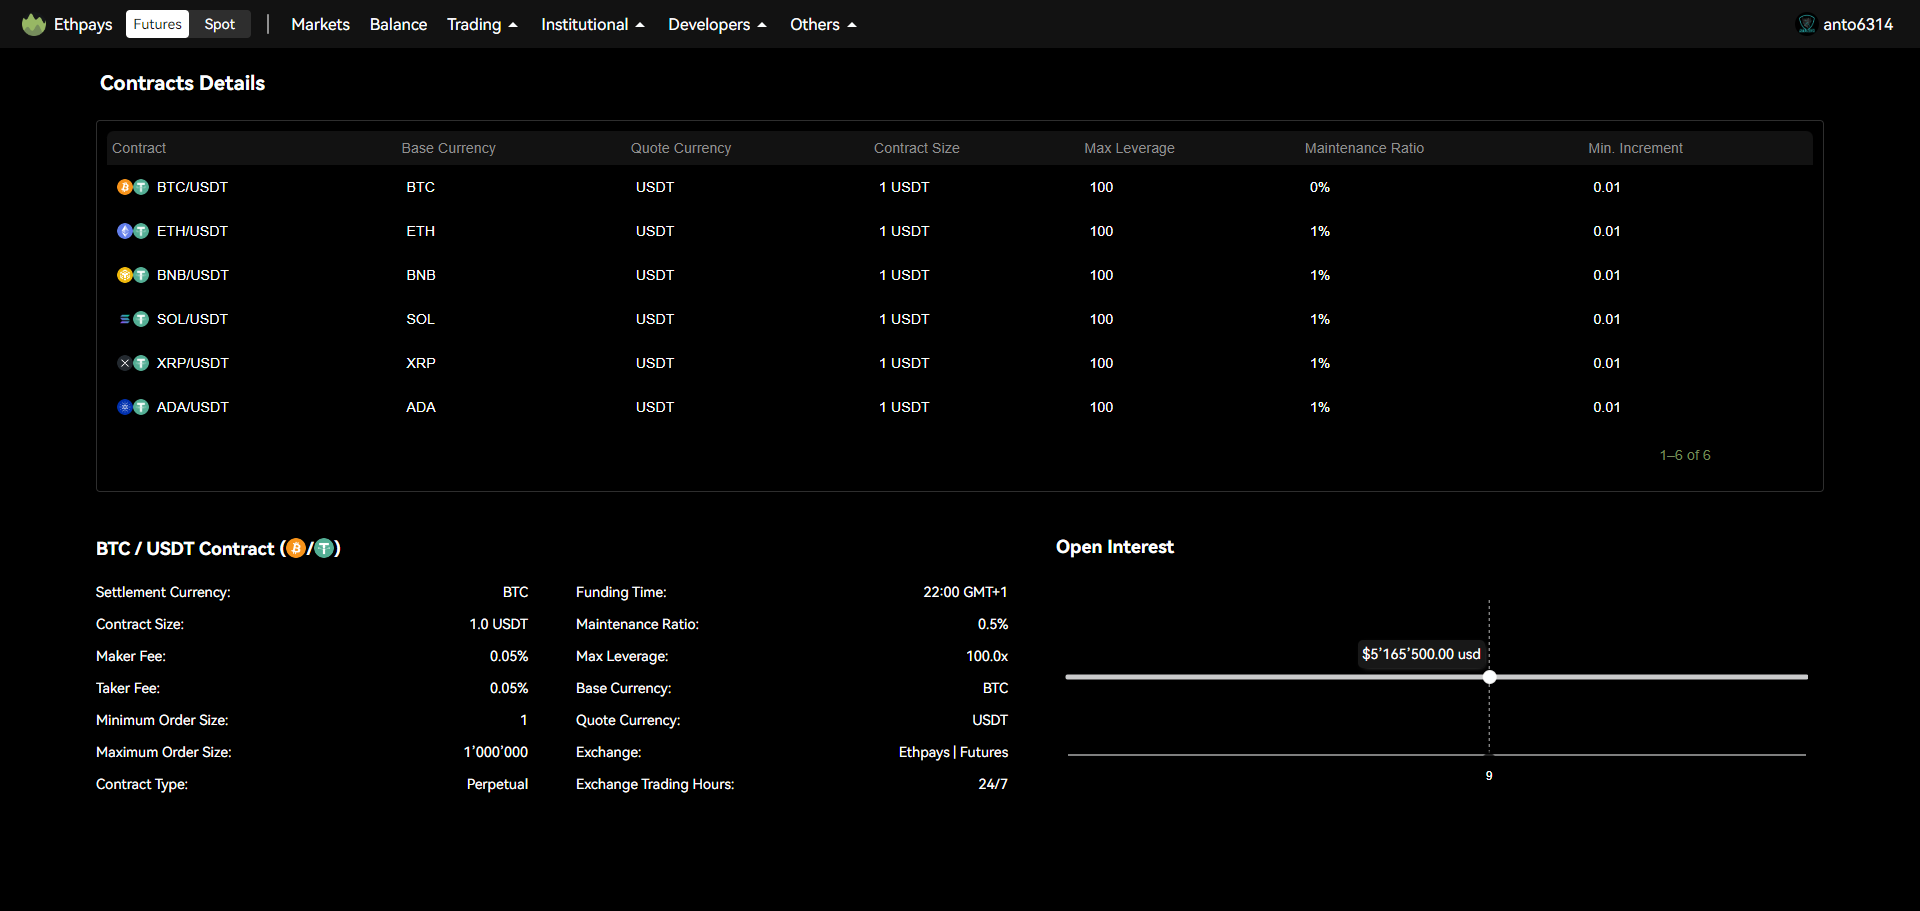 Ethpays Futures Spot | Markets Balance Trading Institutional Developers Others anto6314
Contracts Details
Contract Base Currency Quote Currency Contract Size Max Leverage Maintenance Ratio Min. Increment
BTC/USDT BTC USDT 1 USDT 100 0% 0.01
ETH/USDT ETH USDT 1 USDT 100 1% 0.01
BNB/USDT BNB USDT 1 USDT 100 1% 0.01
SOL/USDT SOL USDT 1 USDT 100 1% 0.01
XRP/USDT XRP USDT 1 USDT 100 1% 0.01
ADA/USDT ADA USDT 1 USDT 100 1% 0.01
1–6 of 6
BTC / USDT Contract (/)
Settlement Currency: BTC
Contract Size: 1.0 USDT
Maker Fee: 0.05%
Taker Fee: 0.05%
Minimum Order Size: 1
Maximum Order Size: 1’000’000
Contract Type: Perpetual
Funding Time: 22:00 GMT+1
Maintenance Ratio: 0.5%
Max Leverage: 100.0x
Base Currency: BTC
Quote Currency: USDT
Exchange: Ethpays | Futures
Exchange Trading Hours: 24/7
Open Interest
$5’165’500.00 usd
9